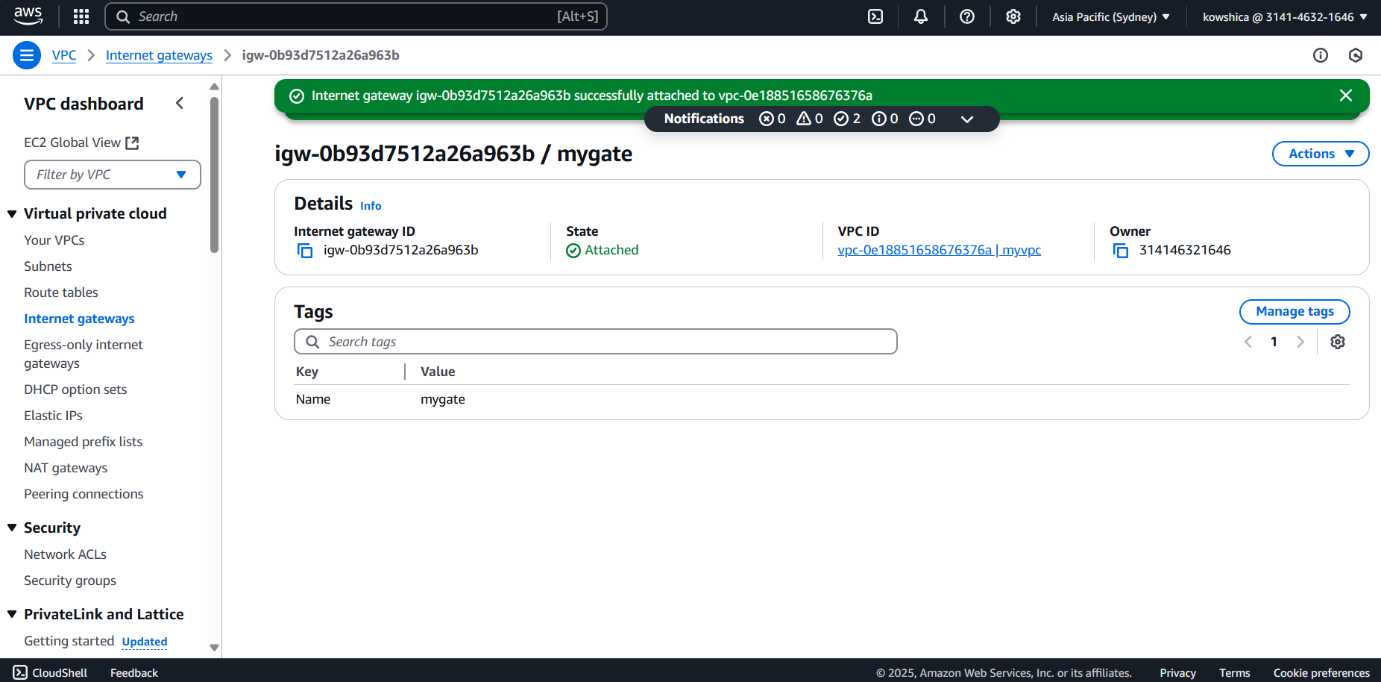 aws
Search [Alt+S]
Asia Pacific (Sydney)
kowshica @ 3141-4632-1646
VPC
Internet gateways
igw-0b93d7512a26a963b
VPC dashboard
EC2 Global View
Filter by VPC
Virtual private cloud
Your VPCs
Subnets
Route tables
Internet gateways
Egress-only internet
gateways
DHCP option sets
Elastic IPs
Managed prefix lists
NAT gateways
Peering connections
Security
Network ACLs
Security groups
PrivateLink and Lattice
Getting started Updated
Internet gateway igw-0b93d7512a26a963b successfully attached to vpc-0e18851658676376a
Notifications 0 0 2 0 0
igw-0b93d7512a26a963b / mygate
Actions
Details Info
Internet gateway ID
igw-0b93d7512a26a963b
State
Attached
VPC ID
vpc-0e18851658676376a | myvpc
Owner
314146321646
Tags
Manage tags
Search tags
1
Key Value
Name mygate
CloudShell Feedback
© 2025, Amazon Web Services, Inc. or its affiliates. Privacy Terms Cookie preferences